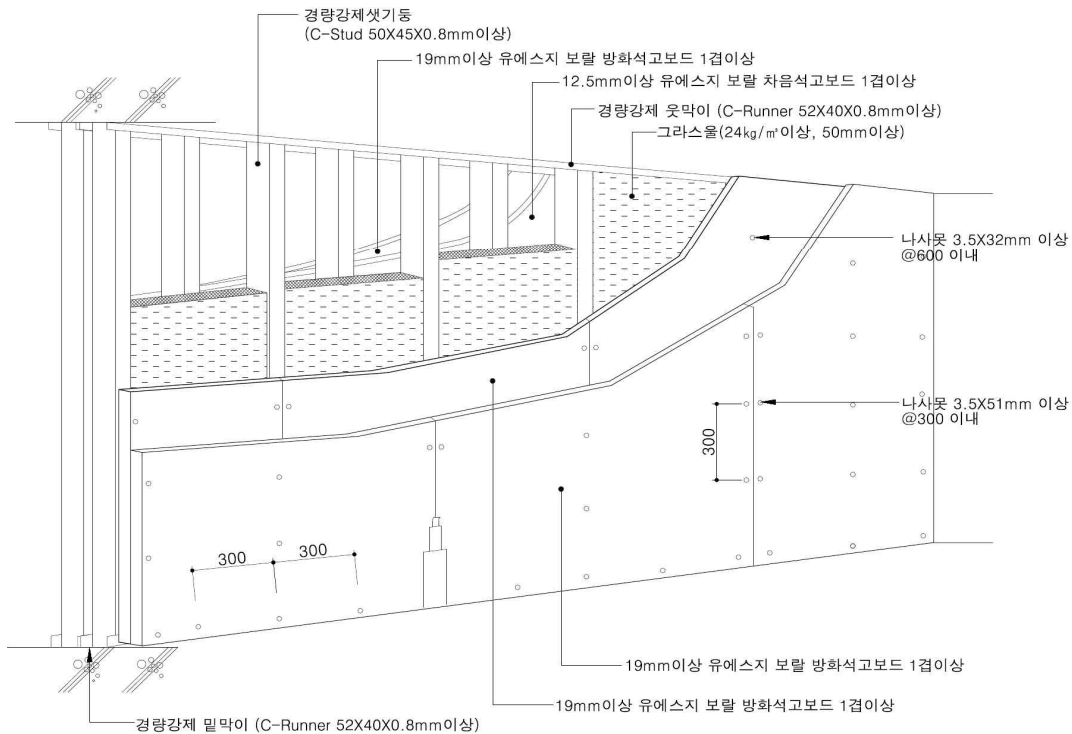 경량강제샛기둥
(C-Stud 50X45X0.8mm이상)
19mm이상 유에스지 보랄 방화석고보드 1겹이상
12.5mm이상 유에스지 보랄 차음석고보드 1겹이상
경량강제 웃막이 (C-Runner 52X40X0.8mm이상)
그라스울(24kg/㎥이상, 50mm이상)
나사못 3.5X32mm 이상
@600 이내
나사못 3.5X51mm 이상
@300 이내
300
300
300
19mm이상 유에스지 보랄 방화석고보드 1겹이상
19mm이상 유에스지 보랄 방화석고보드 1겹이상
경량강제 밑막이 (C-Runner 52X40X0.8mm이상)